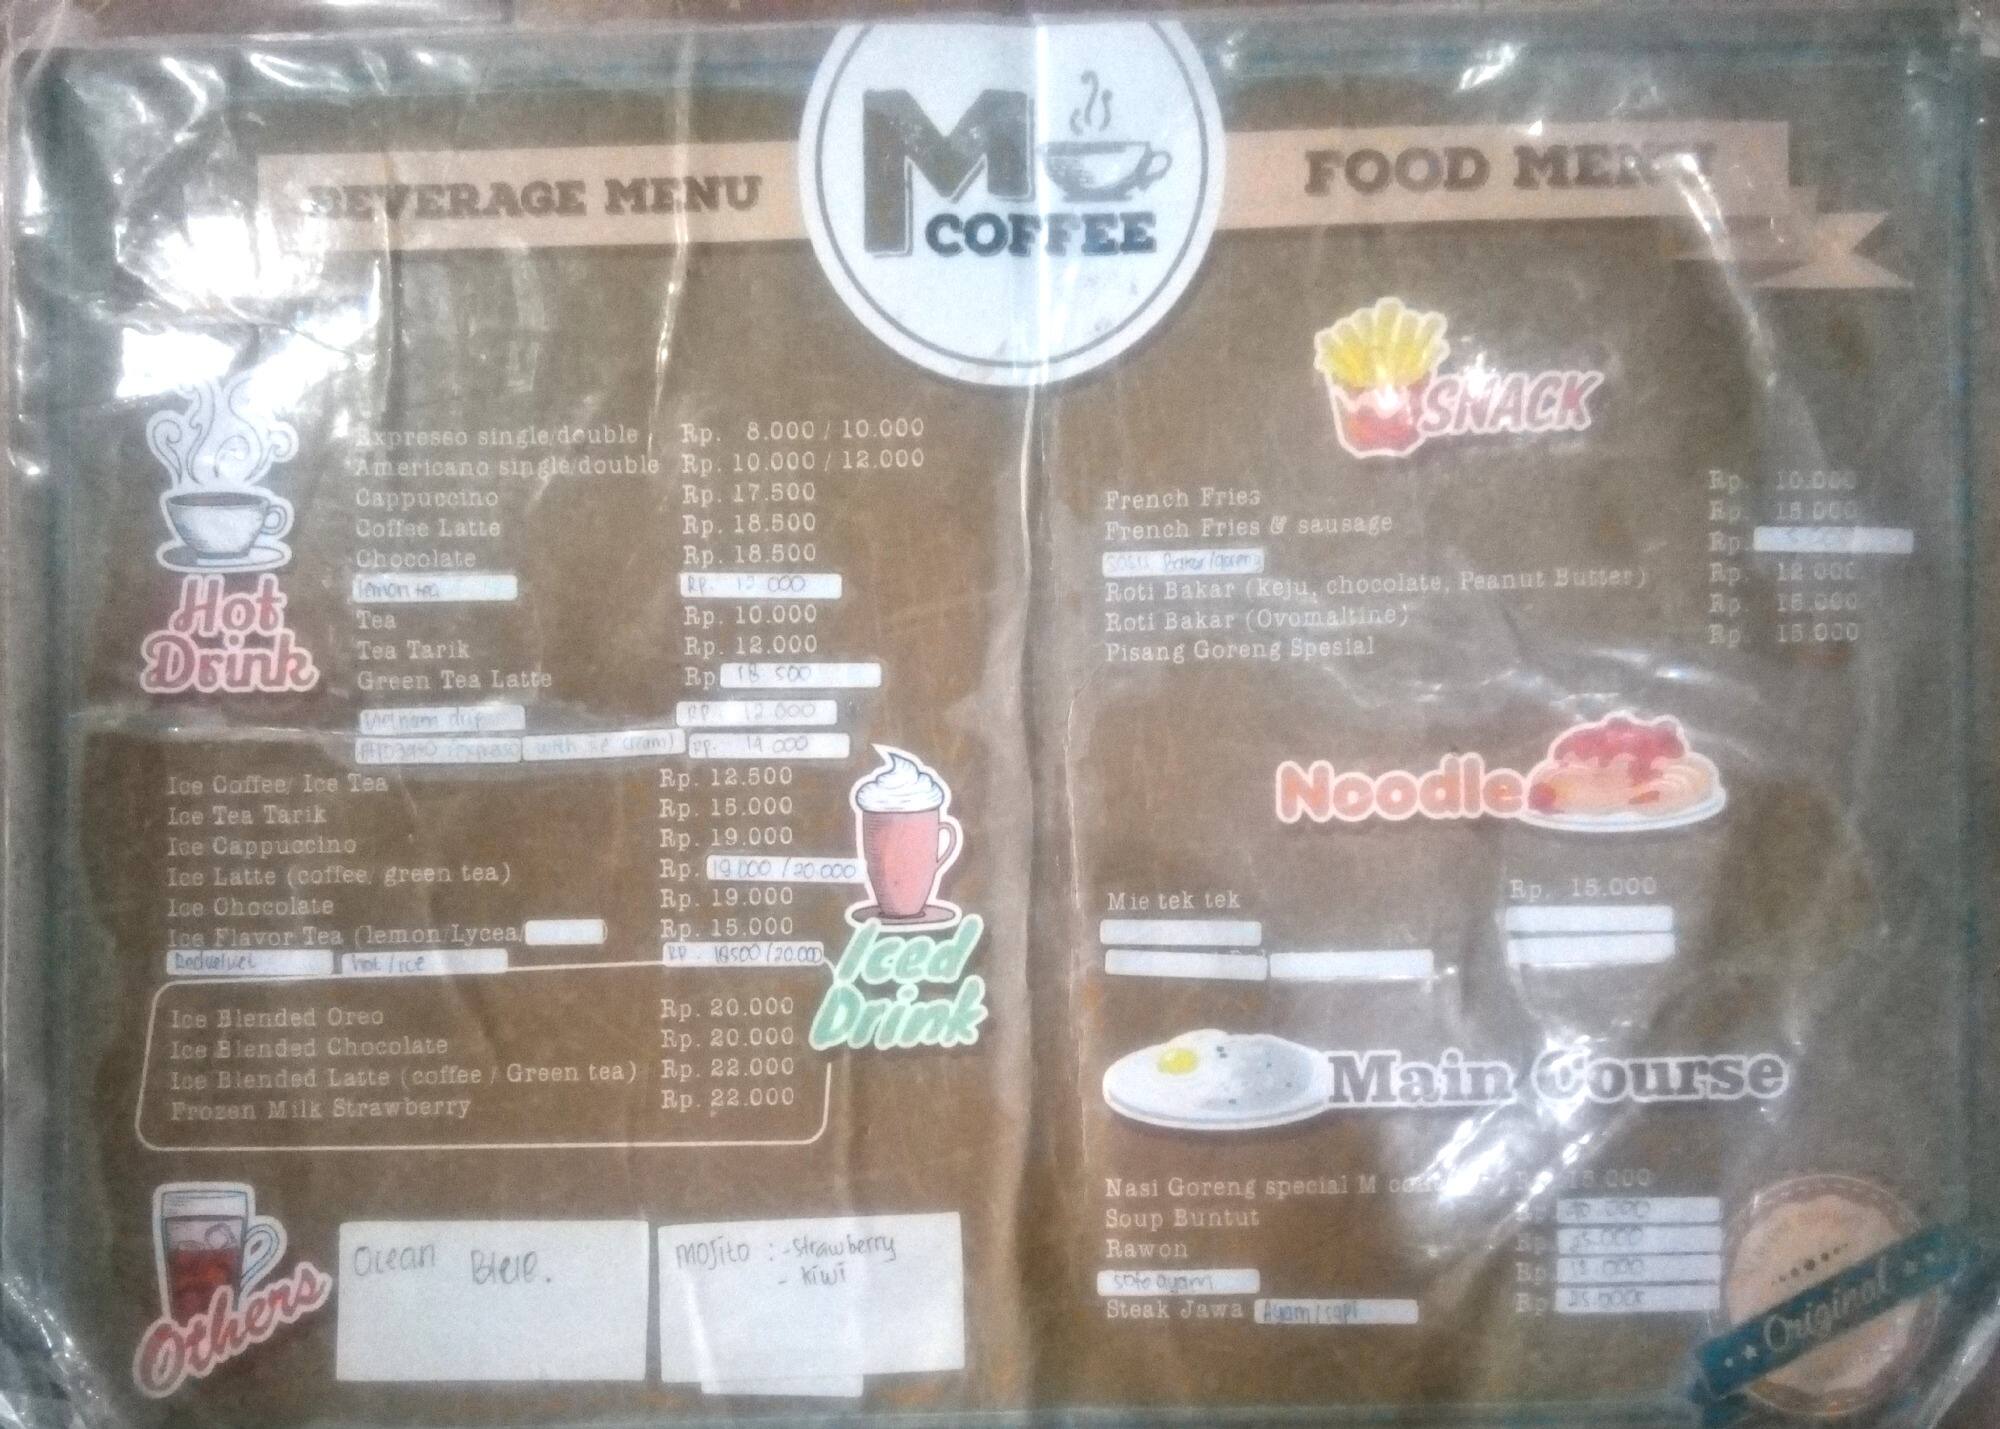 M
COFFEE
BEVERAGE MENU
Hot
Drink
Expresso single/double Rp. 8.000 / 10.000
Americano single/double Rp. 10.000 / 12.000
Cappuccino Rp. 17.500
Coffee Latte Rp. 18.500
Chocolate Rp. 18.500
lemon tea RP. 12 000
Tea Rp. 10.000
Tea Tarik Rp. 12.000
Green Tea Latte Rp 18 500
Vietnam drip RP. 12.000
with ice cream) RP. 14 000
Ice Coffee/ Ice Tea Rp. 12.500
Ice Tea Tarik Rp. 15.000
Ice Cappuccino Rp. 19.000
Ice Latte (coffee/ green tea) Rp. 19 000 / 20 000
Ice Chocolate Rp. 19.000
Ice Flavor Tea (lemon/Lycea/ ) Rp. 15.000
Redvelvet hot / ice RP. 18500 / 20.000
Iced
Drink
Ice Blended Oreo Rp. 20.000
Ice Blended Chocolate Rp. 20.000
Ice Blended Latte (coffee / Green tea) Rp. 22.000
Frozen Milk Strawberry Rp. 22.000
Others
Ocean Blue.
MOJITO : - Strawberry
- kiwi
FOOD MENU
SNACK
French Fries Rp. 10.000
French Fries & sausage Rp. 15.000
Bakar/goreng Rp.
Roti Bakar (keju, chocolate, Peanut Butter) Rp. 12.000
Roti Bakar (Ovomaltine) Rp. 15.000
Pisang Goreng Spesial Rp. 15.000
Noodle
Mie tek tek Rp. 15.000
Main Course
Nasi Goreng special M 15.000
Soup Buntut Rp
Rawon Rp 25.000
Soto ayam Rp
Steak Jawa Ayam / sapi Rp 25.000
Original